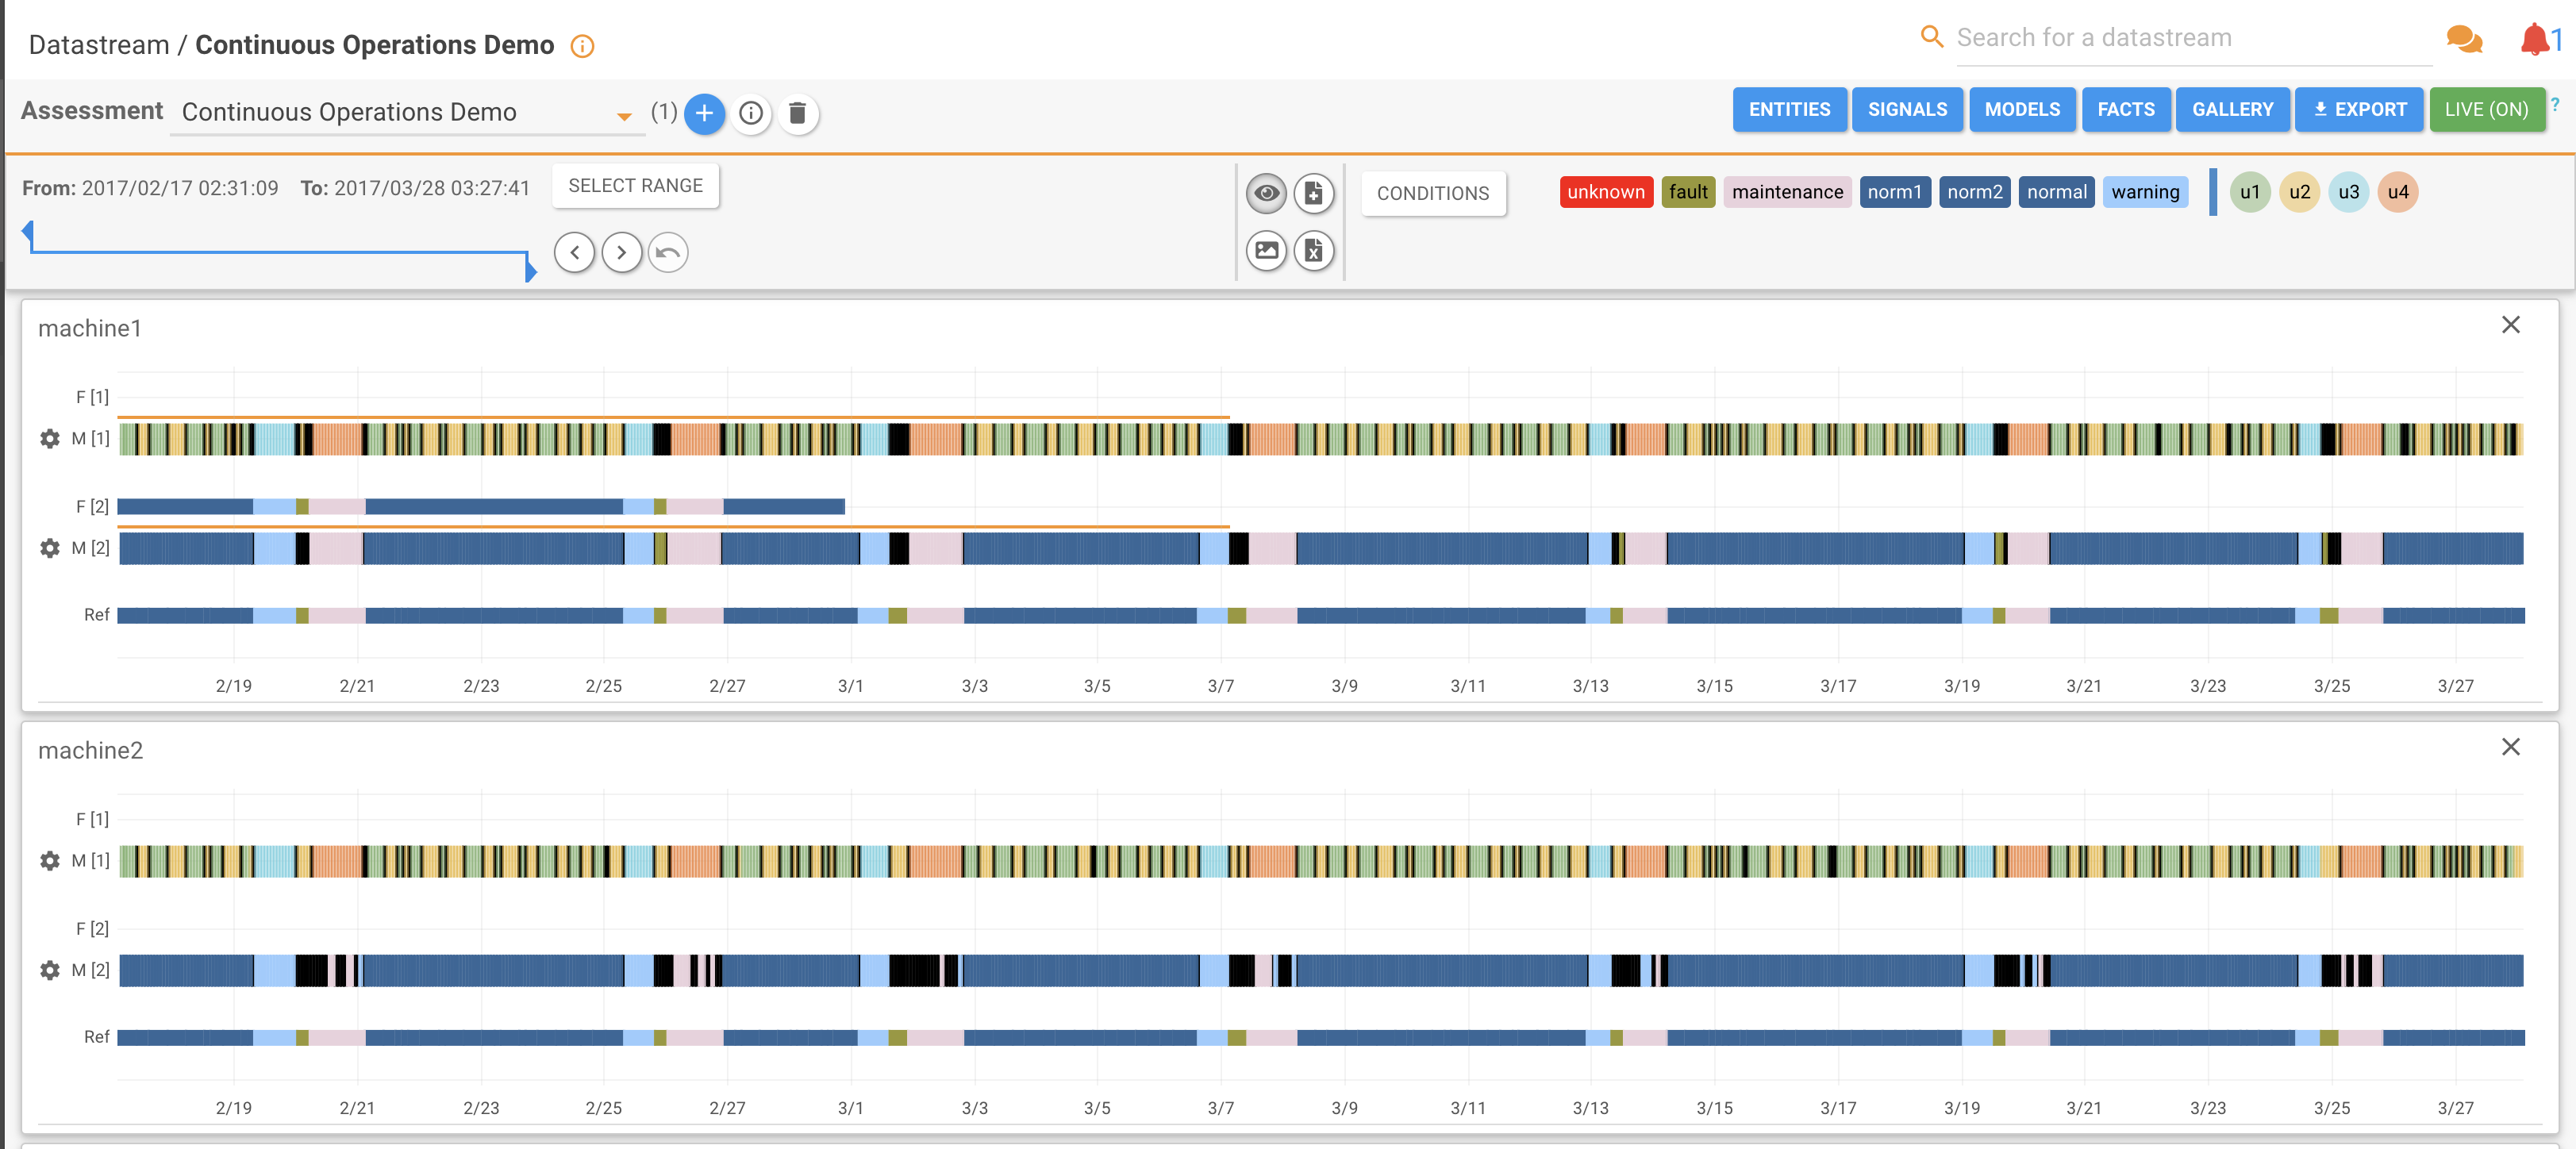 Datastream / Continuous Operations Demo
Search for a datastream
1
Assessment Continuous Operations Demo (1)
ENTITIES SIGNALS MODELS FACTS GALLERY EXPORT LIVE (ON) ?
From: 2017/02/17 02:31:09 To: 2017/03/28 03:27:41 SELECT RANGE
CONDITIONS
unknown fault maintenance norm1 norm2 normal warning u1 u2 u3 u4
machine1
F [1]
M [1]
F [2]
M [2]
Ref
2/19 2/21 2/23 2/25 2/27 3/1 3/3 3/5 3/7 3/9 3/11 3/13 3/15 3/17 3/19 3/21 3/23 3/25 3/27
machine2
F [1]
M [1]
F [2]
M [2]
Ref
2/19 2/21 2/23 2/25 2/27 3/1 3/3 3/5 3/7 3/9 3/11 3/13 3/15 3/17 3/19 3/21 3/23 3/25 3/27